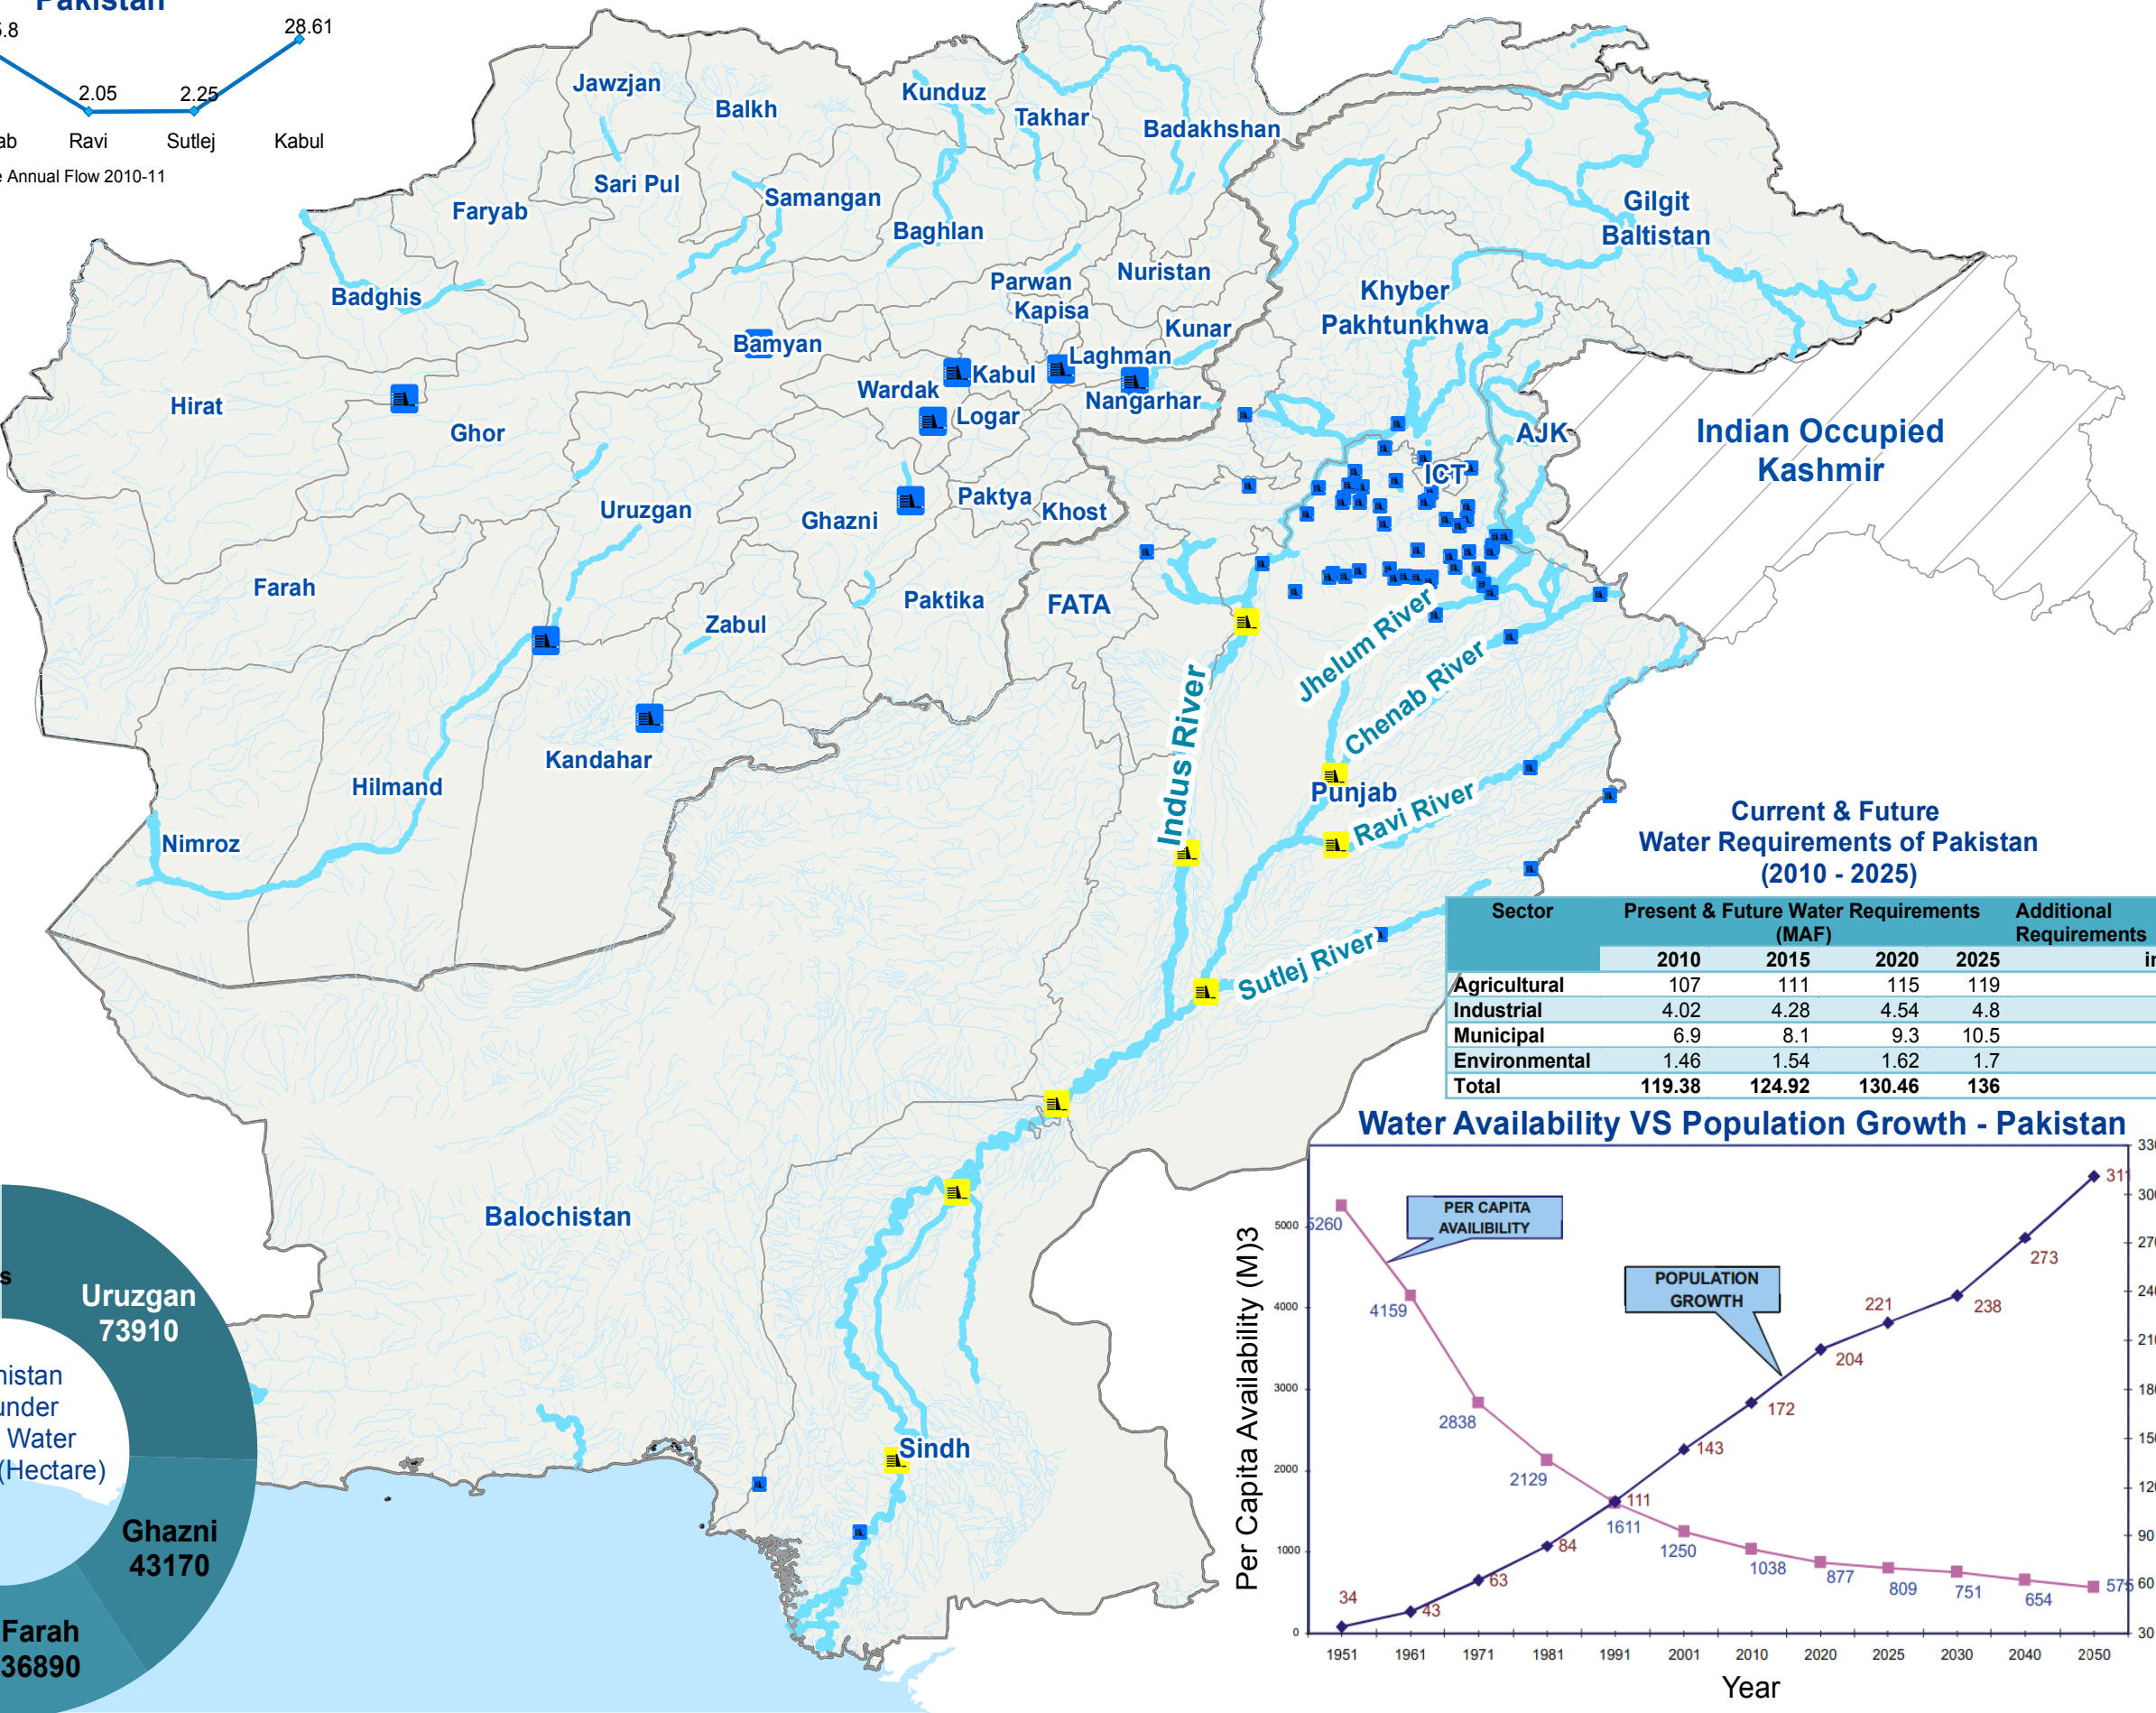 Pakistan
28.61
2.05
2.25
Ravi
Sutlej
Kabul
Annual Flow 2010-11
Jawzjan
Balkh
Kunduz
Takhar
Badakhshan
Sari Pul
Samangan
Faryab
Baghlan
Gilgit
Baltistan
Badghis
Parwan
Nuristan
Kapisa
Khyber
Pakhtunkhwa
Kunar
Bamyan
Laghman
Kabul
Wardak
Nangarhar
Hirat
Logar
Ghor
AJK
Indian Occupied
Kashmir
ICT
Paktya
Uruzgan
Khost
Ghazni
Farah
Paktika
FATA
Zabul
Jhelum River
Chenab River
Indus River
Kandahar
Hilmand
Punjab
Ravi River
Nimroz
Sutlej River
Balochistan
Sindh
Current & Future
Water Requirements of Pakistan
(2010 - 2025)
Sector Present & Future Water Requirements Additional
(MAF) Requirements
2010 2015 2020 2025
Agricultural 107 111 115 119
Industrial 4.02 4.28 4.54 4.8
Municipal 6.9 8.1 9.3 10.5
Environmental 1.46 1.54 1.62 1.7
Total 119.38 124.92 130.46 136
Water Availability VS Population Growth - Pakistan
PER CAPITA
AVAILIBILITY
POPULATION
GROWTH
Per Capita Availability (M)3
5000
4000
3000
2000
1000
0
5260
4159
2838
2129
1611
1250
1038
877
809
751
654
575
34
43
63
84
111
143
172
204
221
238
273
311
90
60
30
1951 1961 1971 1981 1991 2001 2010 2020 2025 2030 2040 2050
Year
Uruzgan
73910
under
Water
(Hectare)
Ghazni
43170
Farah
36890